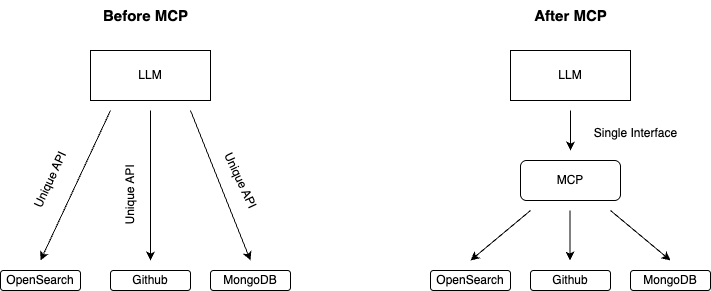 Before MCP
LLM
Unique API
Unique API
Unique API
OpenSearch
Github
MongoDB
After MCP
LLM
Single Interface
MCP
OpenSearch
Github
MongoDB